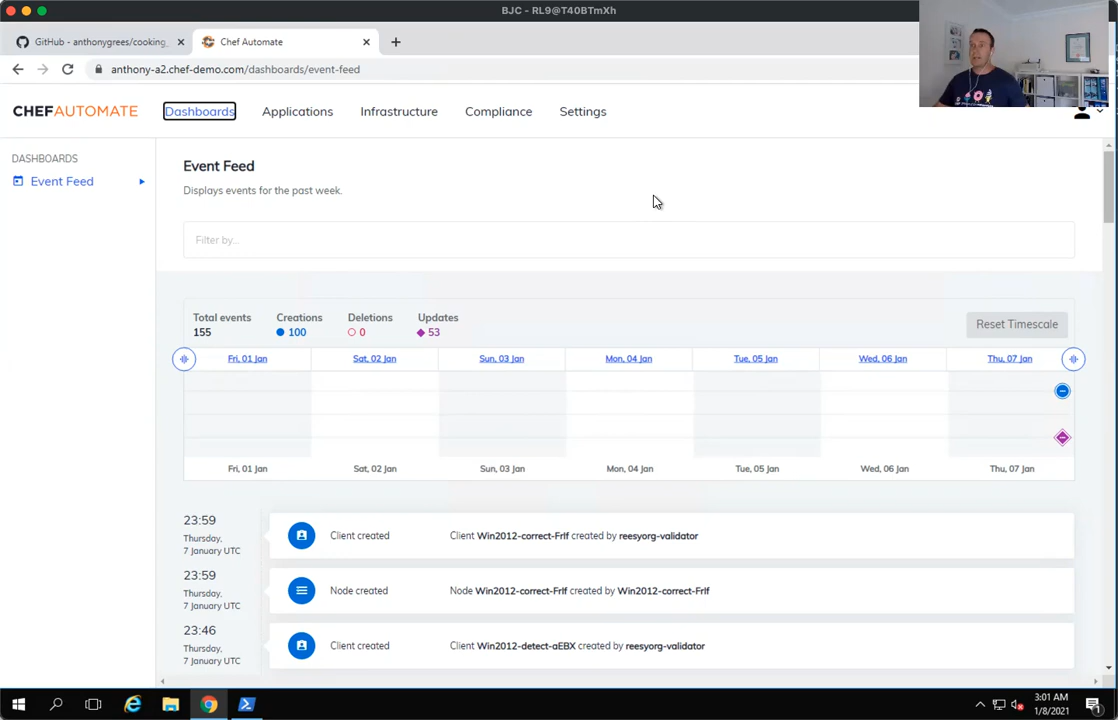 BJC - RL9@T40BTmXh
GitHub - anthonygrees/cooking_
Chef Automate
anthony-a2.chef-demo.com/dashboards/event-feed
CHEFAUTOMATE
Dashboards
Applications
Infrastructure
Compliance
Settings
DASHBOARDS
Event Feed
Event Feed
Displays events for the past week.
Filter by...
Total events
Creations
Deletions
Updates
155
100
0
53
Reset Timescale
Fri, 01 Jan
Sat, 02 Jan
Sun, 03 Jan
Mon, 04 Jan
Tue, 05 Jan
Wed, 06 Jan
Thu, 07 Jan
Fri, 01 Jan
Sat, 02 Jan
Sun, 03 Jan
Mon, 04 Jan
Tue, 05 Jan
Wed, 06 Jan
Thu, 07 Jan
23:59
Thursday,
7 January UTC
Client created
Client Win2012-correct-FrIf created by reesyorg-validator
23:59
Thursday,
7 January UTC
Node created
Node Win2012-correct-FrIf created by Win2012-correct-FrIf
23:46
Thursday,
7 January UTC
Client created
Client Win2012-detect-aEBX created by reesyorg-validator
3:01 AM
1/8/2021
1